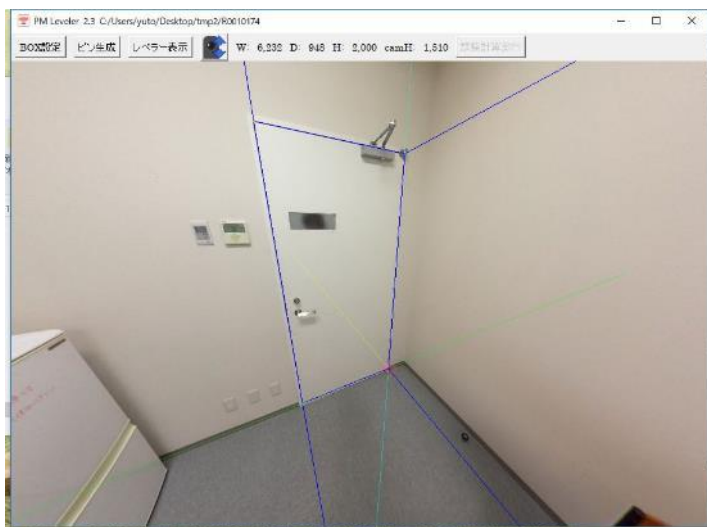 PM Leveler 2.3 C:/Users/yuto/Desktop/tmp2/R0010174
BOX設定 ピン生成 レベラー表示 W: 6,232 D: 948 H: 2,000 camH: 1,510